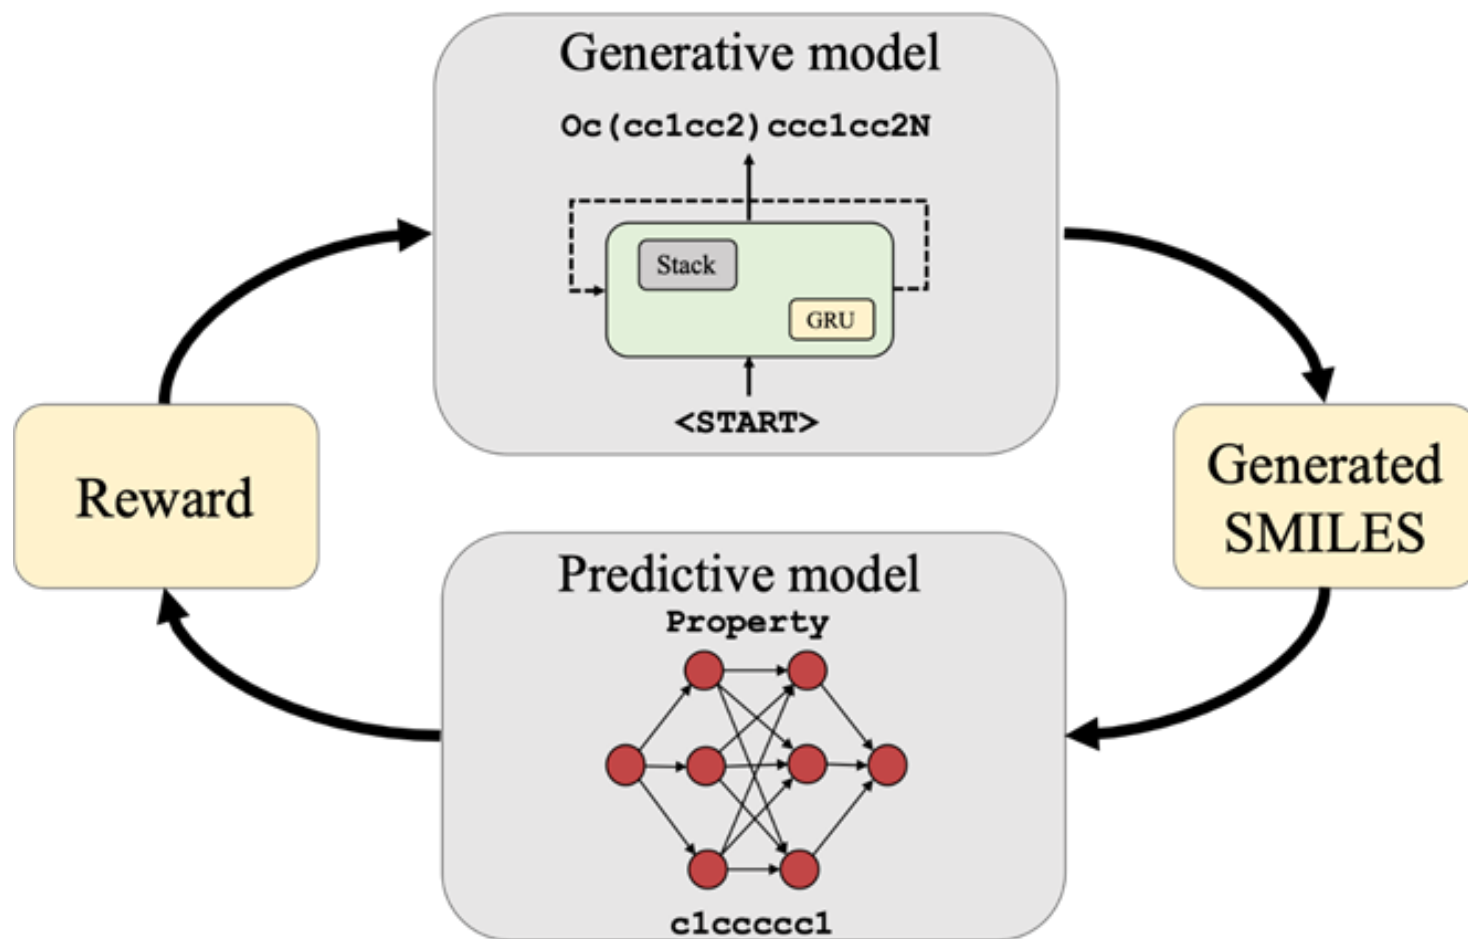 Generative model
Oc(cc1cc2)ccc1cc2N
Stack
GRU
<START>
Reward
Generated
SMILES
Predictive model
Property
c1ccccc1